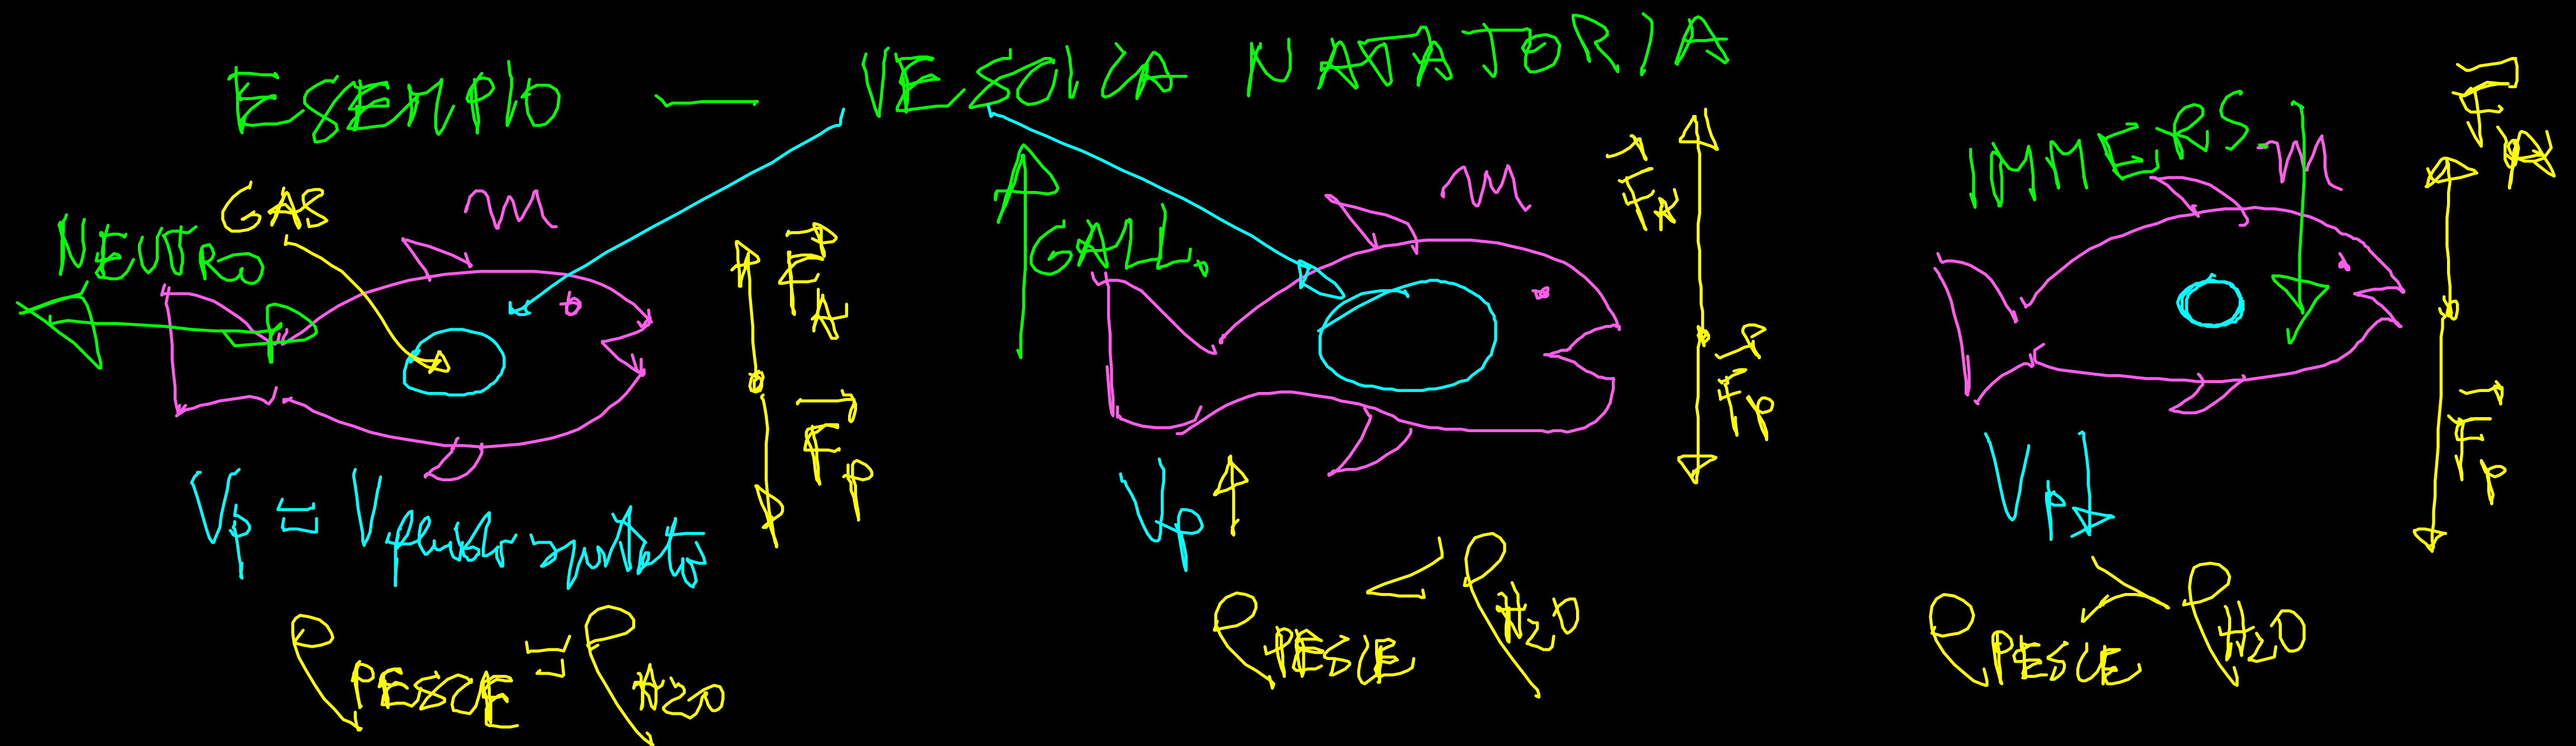 ESEMPIO — VESCICA NATATORIA
NEUTRO
GAS
m
F_A
F_P
V_P = V_fluido spostato
ρ_PESCE = ρ_H2O
GALL.
m
F_A
F_P
V_P ↑
ρ_PESCE < ρ_H2O
IMMERS.
m
F_A
F_P
V_P ↓
ρ_PESCE > ρ_H2O